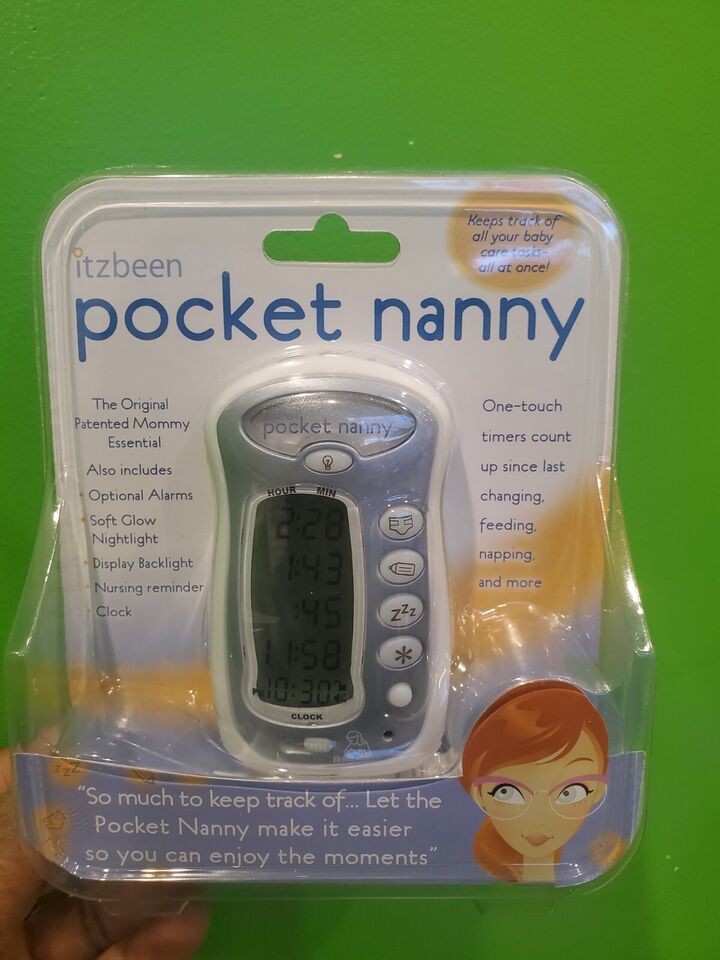 Keeps track of
all your baby
care tasks–
all at once!
itzbeen
pocket nanny
The Original
Patented Mommy
Essential
Also includes
Optional Alarms
Soft Glow
Nightlight
Display Backlight
Nursing reminder
Clock
One-touch
timers count
up since last
changing,
feeding,
napping,
and more
pocket nanny
HOUR MIN
2:28
1:43
:45
11:58
10:30
CLOCK
zzz
zzz
"So much to keep track of... Let the
Pocket Nanny make it easier
so you can enjoy the moments"